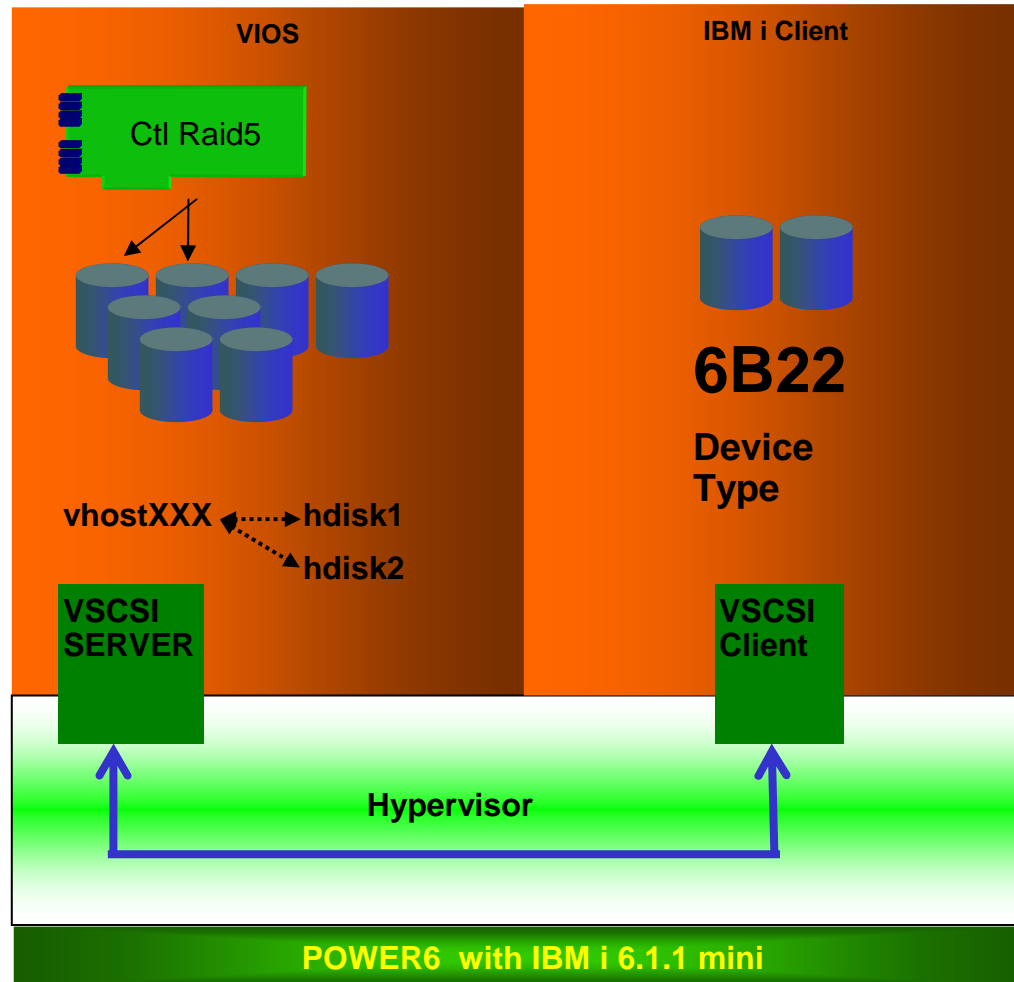 VIOS
IBM i Client
Ctl Raid5
6B22
Device
Type
vhostXXX hdisk1
hdisk2
VSCSI
SERVER
VSCSI
Client
Hypervisor
POWER6 with IBM i 6.1.1 mini